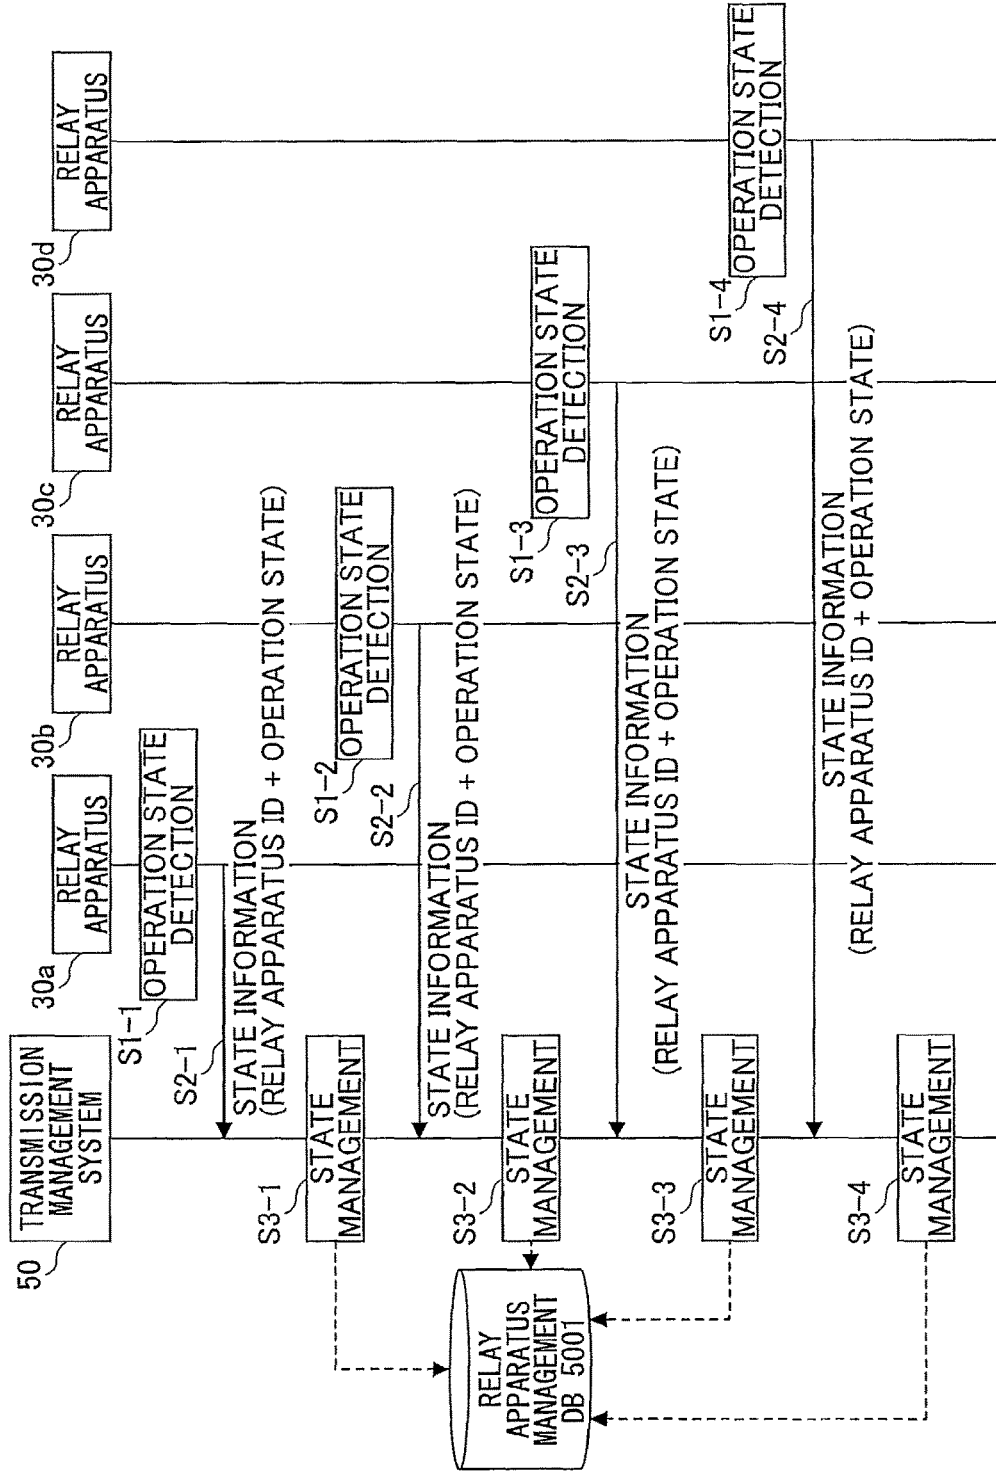 50
TRANSMISSION
MANAGEMENT
SYSTEM
30a
RELAY
APPARATUS
30b
RELAY
APPARATUS
30c
RELAY
APPARATUS
30d
RELAY
APPARATUS
S1-1
OPERATION STATE
DETECTION
S2-1
STATE INFORMATION
(RELAY APPARATUS ID + OPERATION STATE)
S3-1
STATE
MANAGEMENT
S1-2
OPERATION STATE
DETECTION
S2-2
STATE INFORMATION
(RELAY APPARATUS ID + OPERATION STATE)
S3-2
STATE
MANAGEMENT
RELAY
APPARATUS
MANAGEMENT
DB 5001
S1-3
OPERATION STATE
DETECTION
S2-3
STATE INFORMATION
(RELAY APPARATUS ID + OPERATION STATE)
S3-3
STATE
MANAGEMENT
S1-4
OPERATION STATE
DETECTION
S2-4
STATE INFORMATION
(RELAY APPARATUS ID + OPERATION STATE)
S3-4
STATE
MANAGEMENT